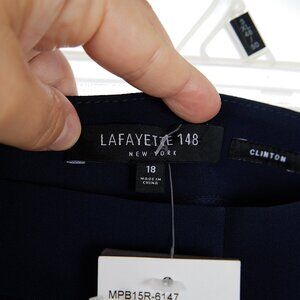 LAFAYETTE 148
NEW YORK
CLINTON
18
MADE IN
CHINA
MPB15R-6147